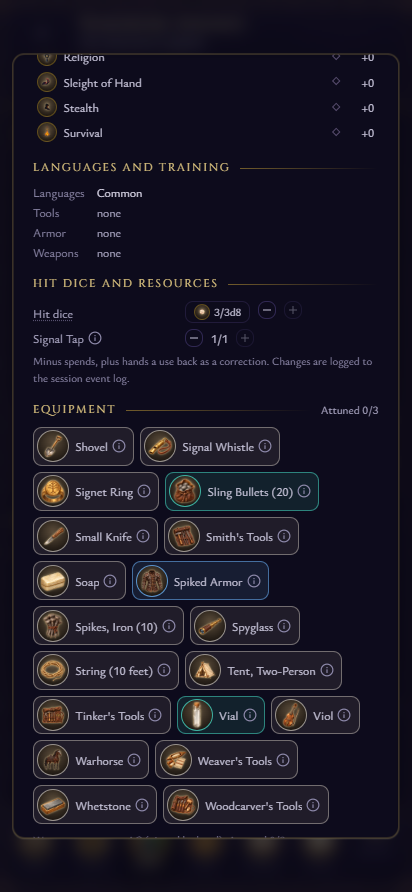 Religion +0
Sleight of Hand +0
Stealth +0
Survival +0
LANGUAGES AND TRAINING
Languages Common
Tools none
Armor none
Weapons none
HIT DICE AND RESOURCES
Hit dice 3/3d8 − +
Signal Tap − 1/1 +
Minus spends, plus hands a use back as a correction. Changes are logged to
the session event log.
EQUIPMENT Attuned 0/3
Shovel Signal Whistle
Signet Ring Sling Bullets (20)
Small Knife Smith's Tools
Soap Spiked Armor
Spikes, Iron (10) Spyglass
String (10 feet) Tent, Two-Person
Tinker's Tools Vial Viol
Warhorse Weaver's Tools
Whetstone Woodcarver's Tools